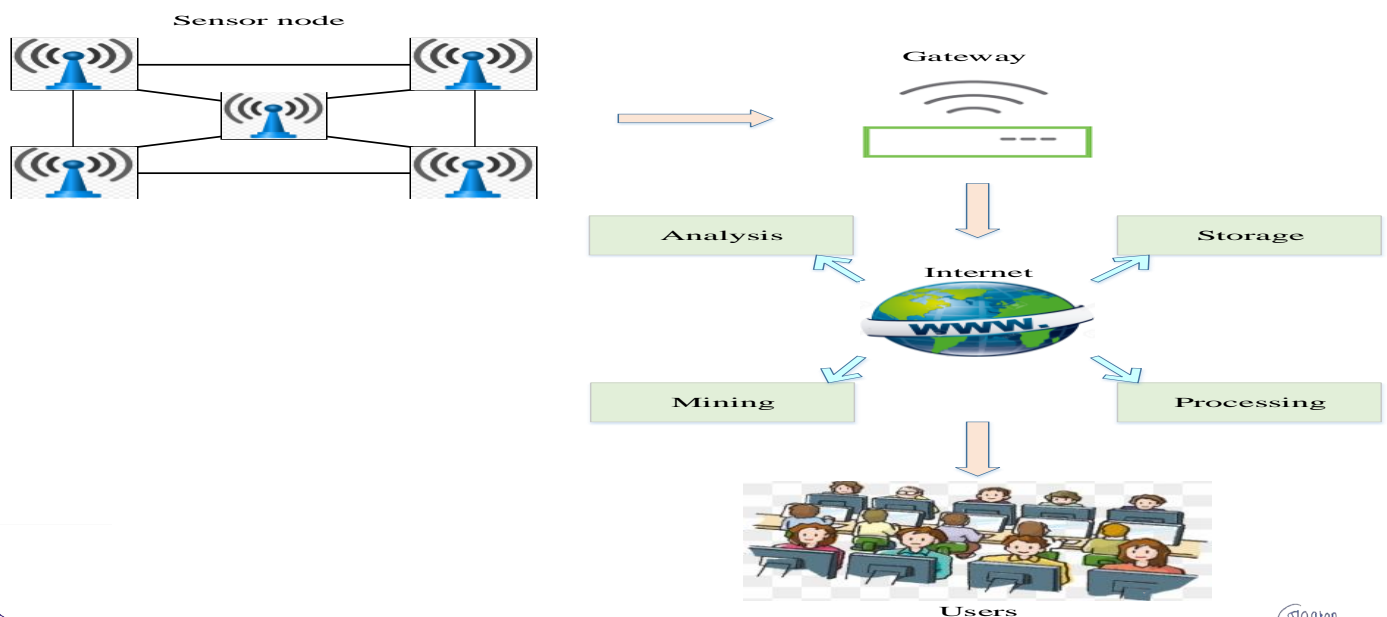 Sensor node
Gateway
Analysis
Storage
Internet
www.
Mining
Processing
Users